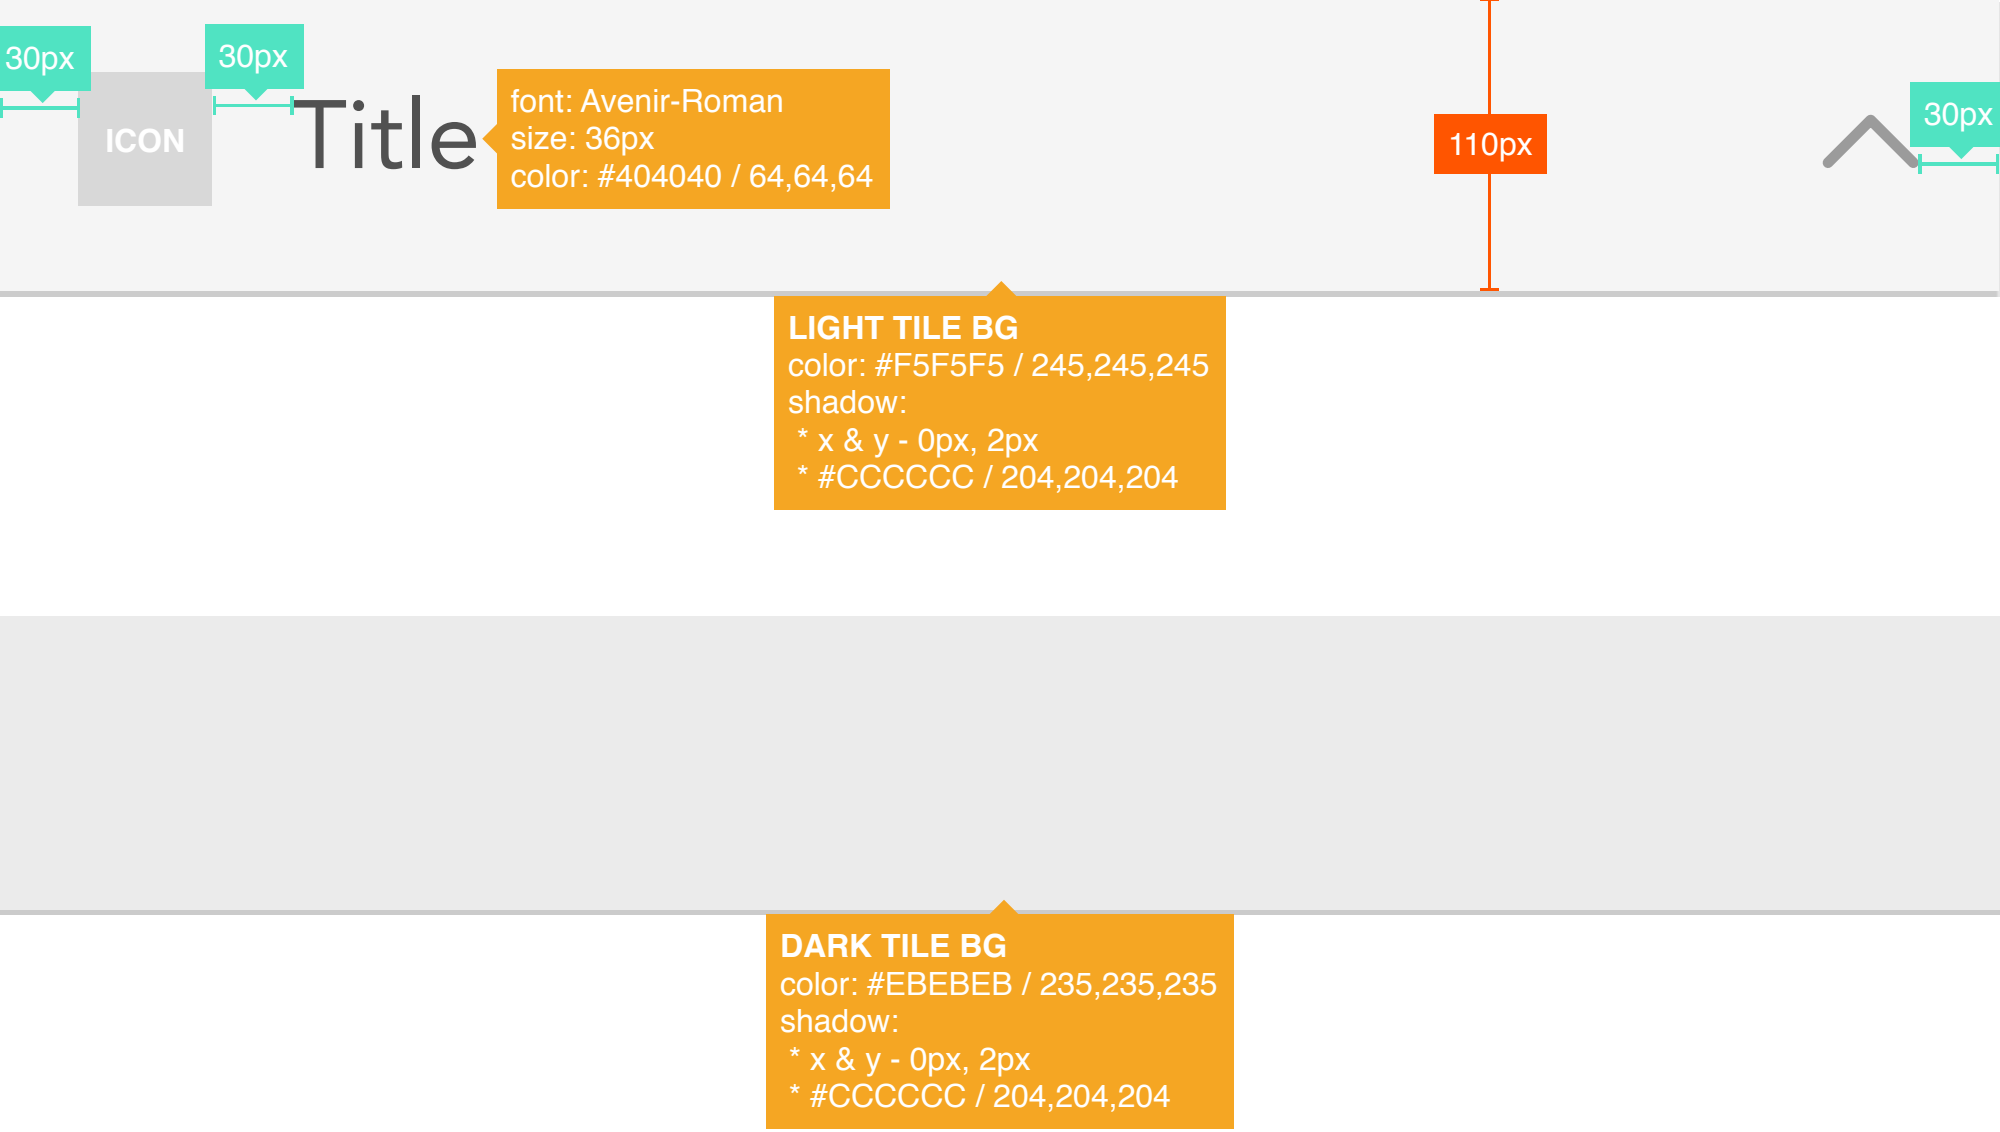 30px
30px
ICON
Title
font: Avenir-Roman
size: 36px
color: #404040 / 64,64,64
110px
30px
LIGHT TILE BG
color: #F5F5F5 / 245,245,245
shadow:
* x & y - 0px, 2px
* #CCCCCC / 204,204,204
DARK TILE BG
color: #EBEBEB / 235,235,235
shadow:
* x & y - 0px, 2px
* #CCCCCC / 204,204,204